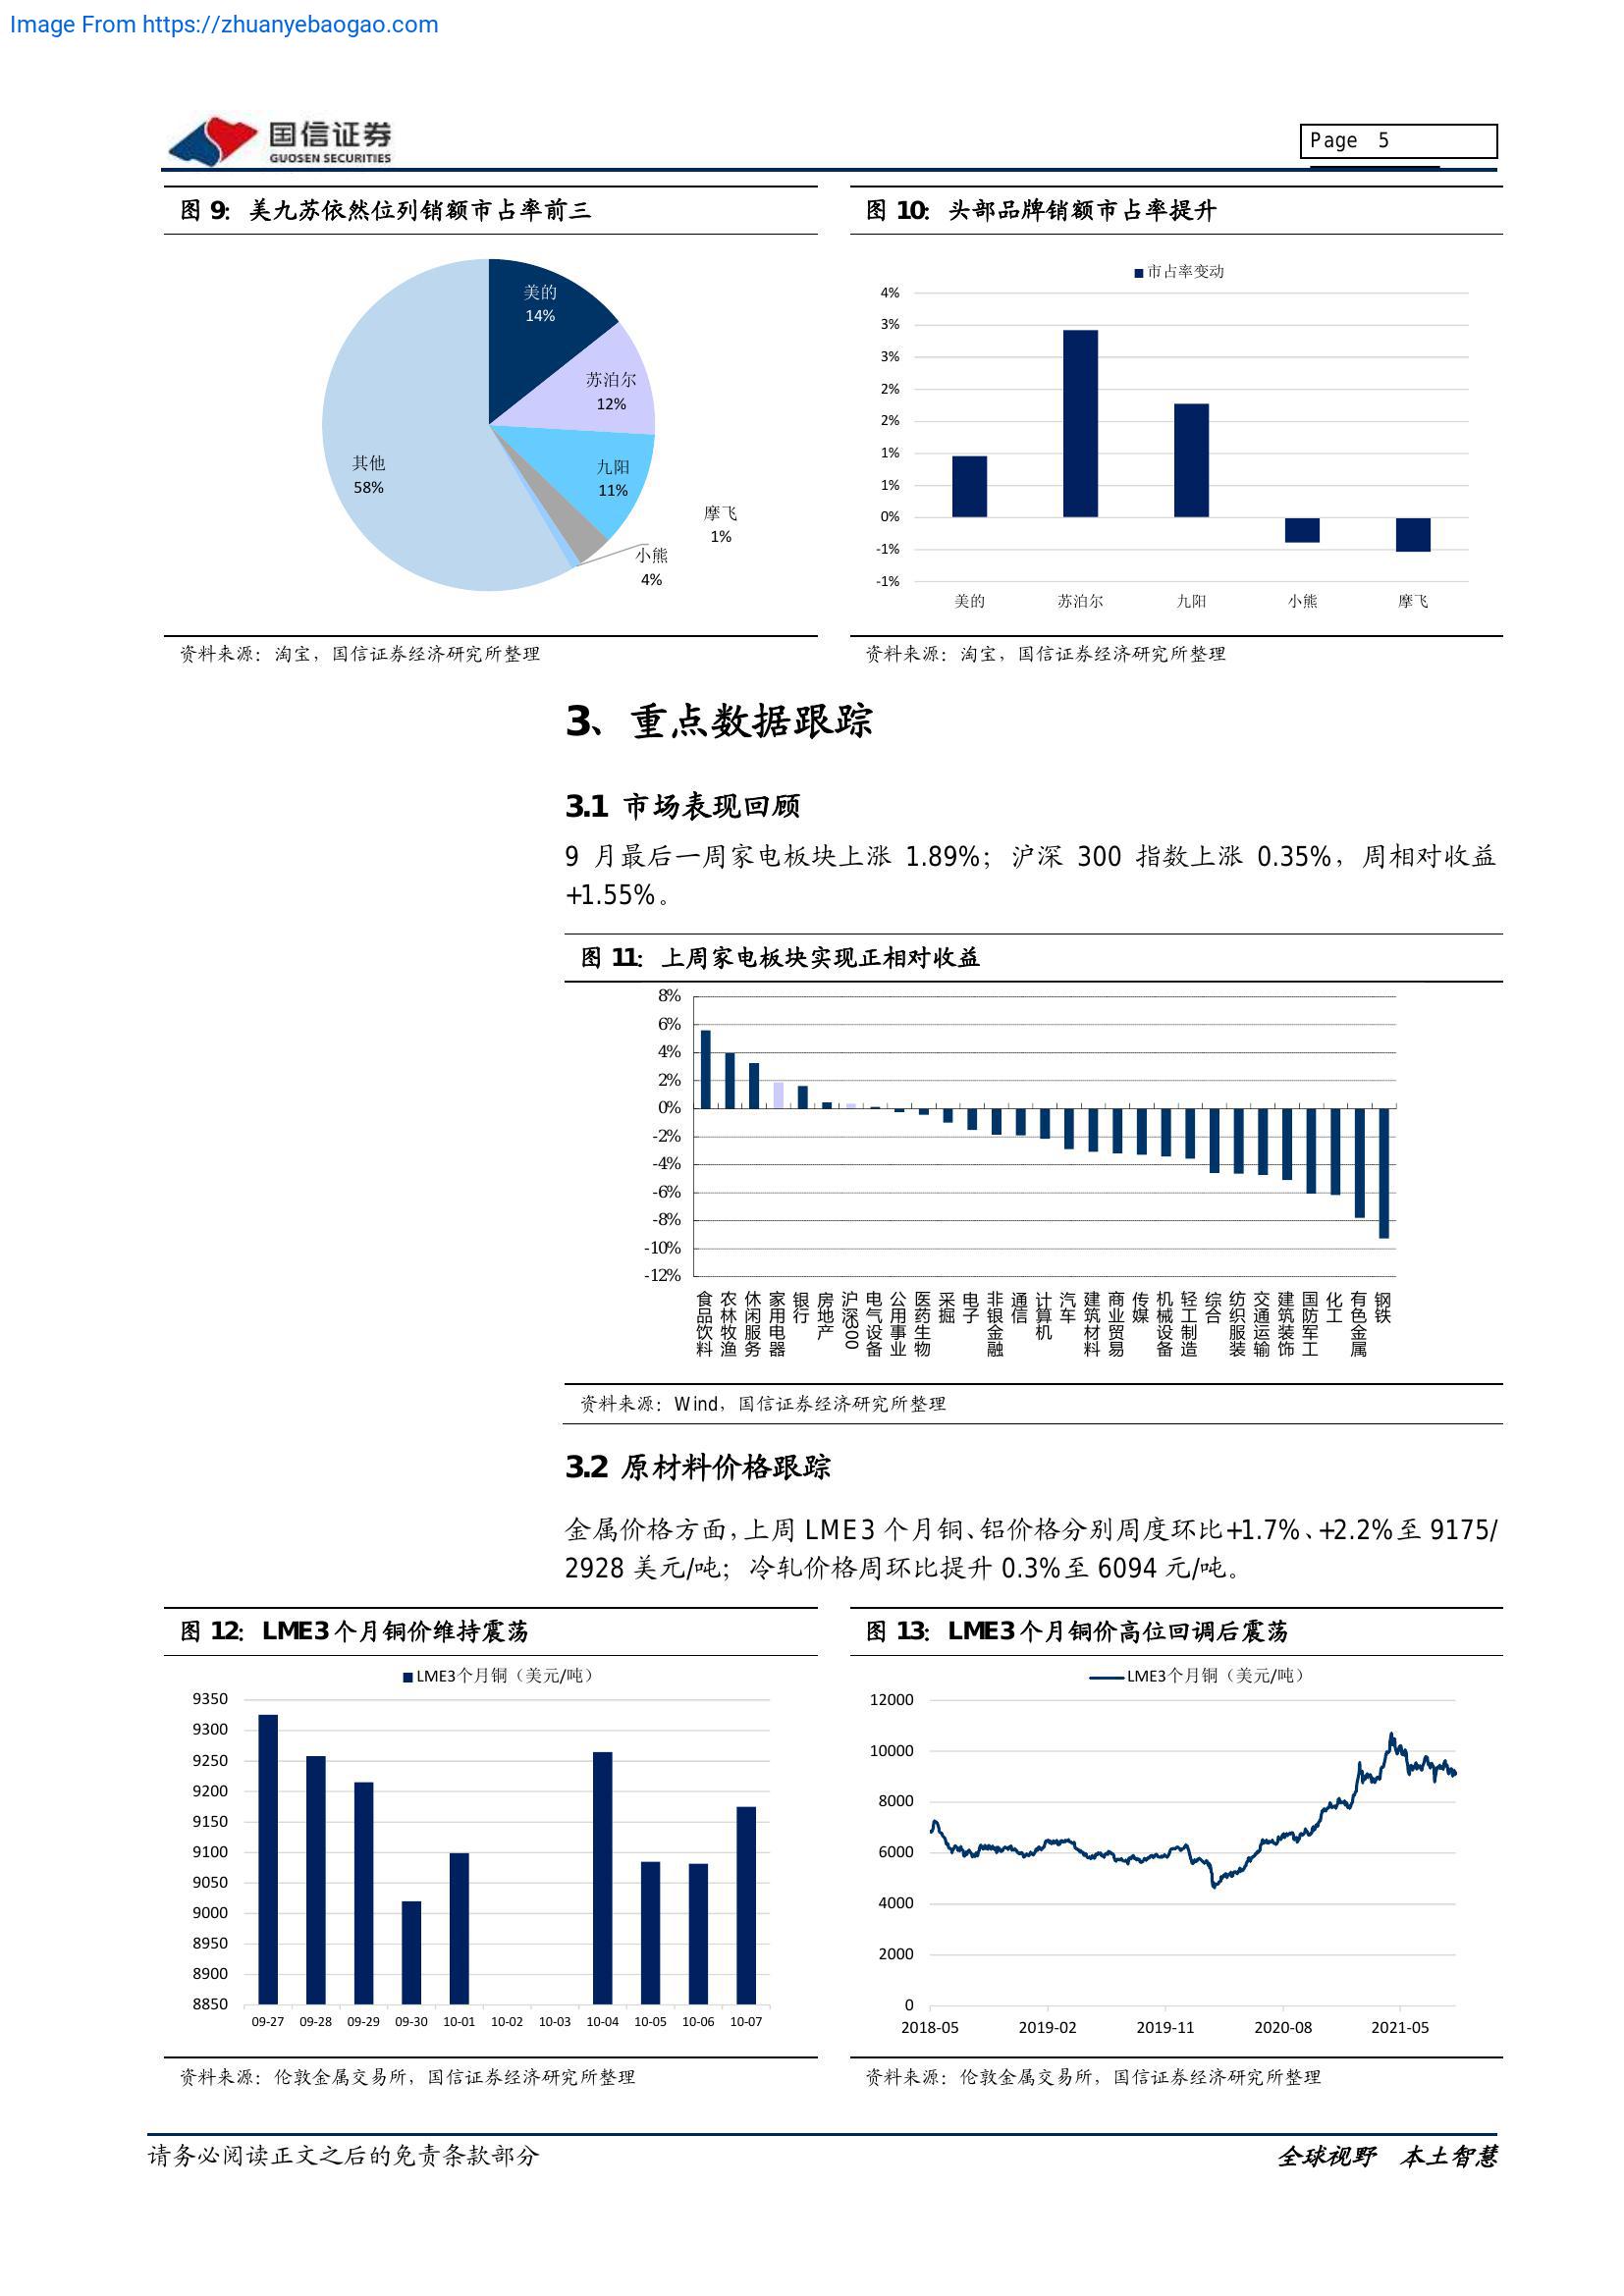 Image From https://zhuanyebaogao.com
国信证券
GUOSEN SECURITIES
Page 5
图 9：美九苏依然位列销额市占率前三
美的
14%
苏泊尔
12%
九阳
11%
摩飞
1%
小熊
4%
其他
58%
资料来源：淘宝，国信证券经济研究所整理
图 10：头部品牌销额市占率提升
市占率变动
4%
3%
3%
2%
2%
1%
1%
0%
-1%
-1%
美的 苏泊尔 九阳 小熊 摩飞
资料来源：淘宝，国信证券经济研究所整理
3、重点数据跟踪
3.1 市场表现回顾
9 月最后一周家电板块上涨 1.89%；沪深 300 指数上涨 0.35%，周相对收益
+1.55%。
图 11：上周家电板块实现正相对收益
8%
6%
4%
2%
0%
-2%
-4%
-6%
-8%
-10%
-12%
食品饮料 农林牧渔 休闲服务 家用电器 银行 房地产 沪深300 电气设备 公用事业 医药生物 采掘 电子 非银金融 通信 计算机 汽车 建筑材料 商业贸易 传媒 机械设备 轻工制造 综合 纺织服装 交通运输 建筑装饰 国防军工 化工 有色金属 钢铁
资料来源：Wind，国信证券经济研究所整理
3.2 原材料价格跟踪
金属价格方面，上周 LME3 个月铜、铝价格分别周度环比+1.7%、+2.2%至 9175/
2928 美元/吨；冷轧价格周环比提升 0.3%至 6094 元/吨。
图 12：LME3 个月铜价维持震荡
LME3个月铜（美元/吨）
9350
9300
9250
9200
9150
9100
9050
9000
8950
8900
8850
09-27 09-28 09-29 09-30 10-01 10-02 10-03 10-04 10-05 10-06 10-07
资料来源：伦敦金属交易所，国信证券经济研究所整理
图 13：LME3 个月铜价高位回调后震荡
LME3个月铜（美元/吨）
12000
10000
8000
6000
4000
2000
0
2018-05 2019-02 2019-11 2020-08 2021-05
资料来源：伦敦金属交易所，国信证券经济研究所整理
请务必阅读正文之后的免责条款部分
全球视野 本土智慧